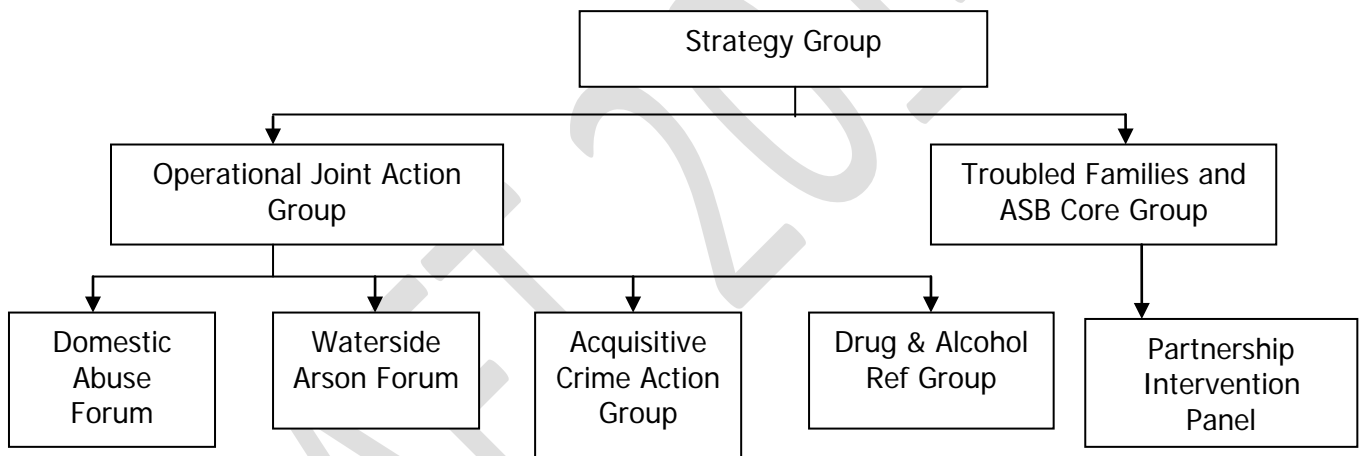 Strategy Group
Operational Joint Action
Group
Troubled Families and
ASB Core Group
Domestic
Abuse
Forum
Waterside
Arson Forum
Acquisitive
Crime Action
Group
Drug & Alcohol
Ref Group
Partnership
Intervention
Panel